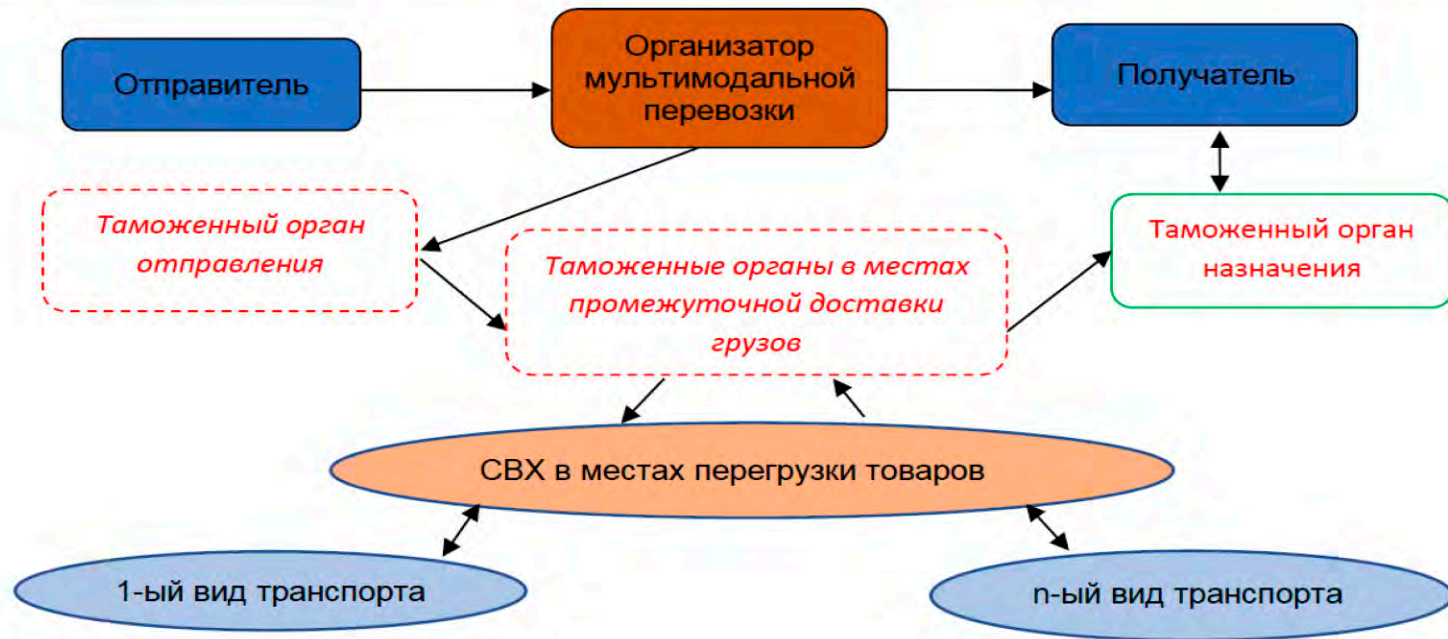 Отправитель
Организатор
мультимодальной
перевозки
Получатель
Таможенный орган
отправления
Таможенные органы в местах
промежуточной доставки
грузов
Таможенный орган
назначения
СВХ в местах перегрузки товаров
1-ый вид транспорта
n-ый вид транспорта